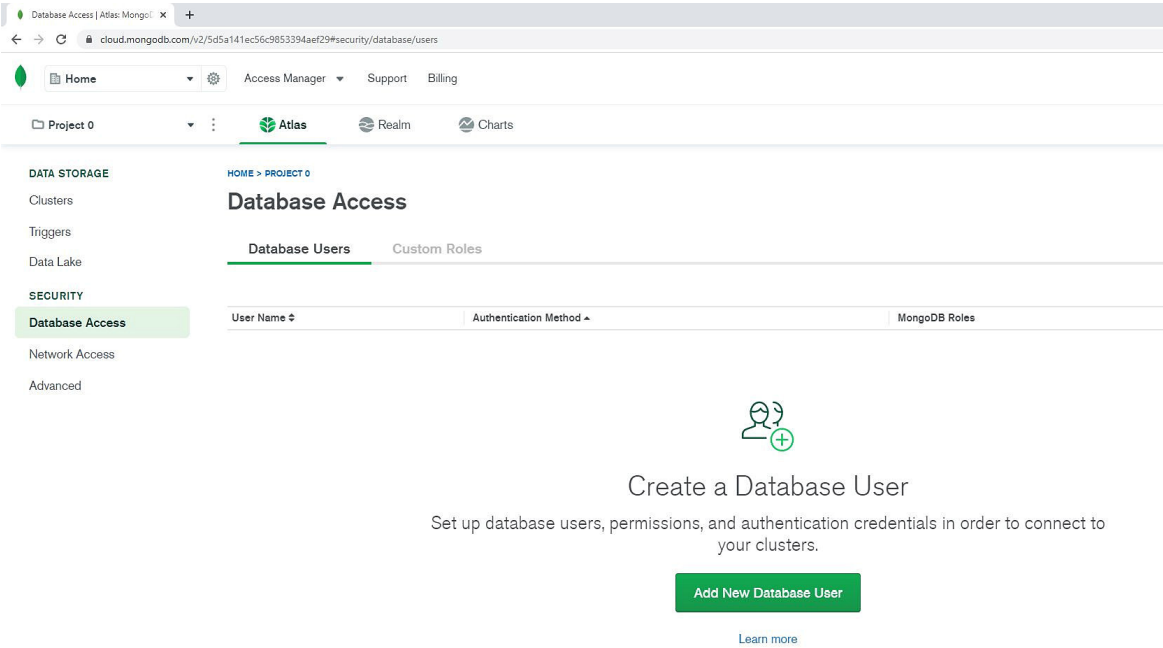 Database Access | Atlas: Mongo
cloud.mongodb.com/v2/5d5a141ec56c9853394aef29#security/database/users
Home Access Manager Support Billing
Project 0 Atlas Realm Charts
DATA STORAGE
Clusters
Triggers
Data Lake
SECURITY
Database Access
Network Access
Advanced
HOME > PROJECT 0
Database Access
Database Users Custom Roles
User Name Authentication Method MongoDB Roles
Create a Database User
Set up database users, permissions, and authentication credentials in order to connect to
your clusters.
Add New Database User
Learn more